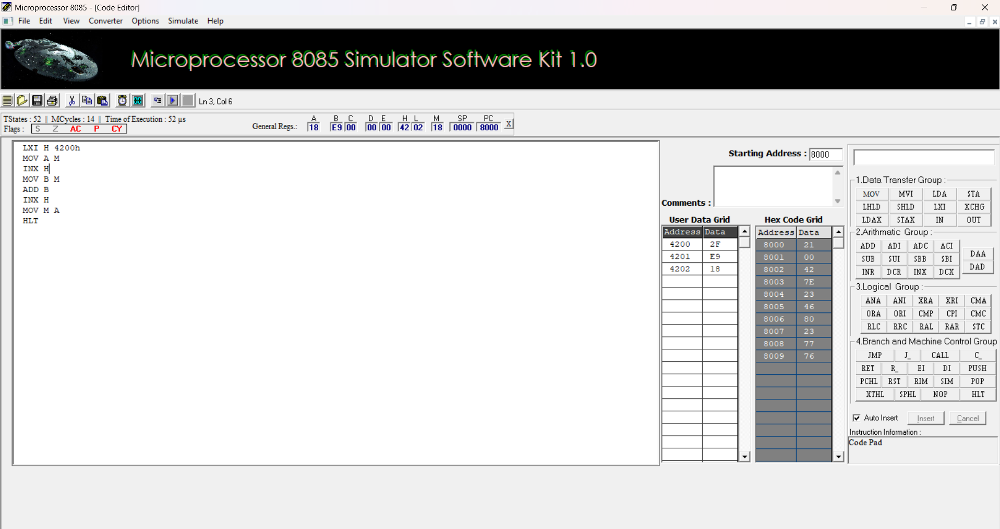 Microprocessor 8085 - [Code Editor]
File Edit View Converter Options Simulate Help
Microprocessor 8085 Simulator Software Kit 1.0
Ln 3, Col 6
TStates : 52 || MCycles : 14 || Time of Execution : 52 µs
Flags : S Z AC P CY
General Regs.:
A B C D E H L M SP PC
18 E9 00 00 00 42 02 18 0000 8000 X
LXI H 4200h
MOV A M
INX H
MOV B M
ADD B
INX H
MOV M A
HLT
Starting Address : 8000
Comments :
User Data Grid
Address Data
4200 2F
4201 E9
4202 18
Hex Code Grid
Address Data
8000 21
8001 00
8002 42
8003 7E
8004 23
8005 46
8006 80
8007 23
8008 77
8009 76
1.Data Transfer Group :
MOV MVI LDA STA
LHLD SHLD LXI XCHG
LDAX STAX IN OUT
2.Arithmatic Group :
ADD ADI ADC ACI
SUB SUI SBB SBI
INR DCR INX DCX
DAA
DAD
3.Logical Group :
ANA ANI XRA XRI CMA
ORA ORI CMP CPI CMC
RLC RRC RAL RAR STC
4.Branch and Machine Control Group
JMP J_ CALL C_
RET R_ EI DI PUSH
PCHL RST RIM SIM POP
XTHL SPHL NOP HLT
Auto Insert Insert Cancel
Instruction Information :
Code Pad